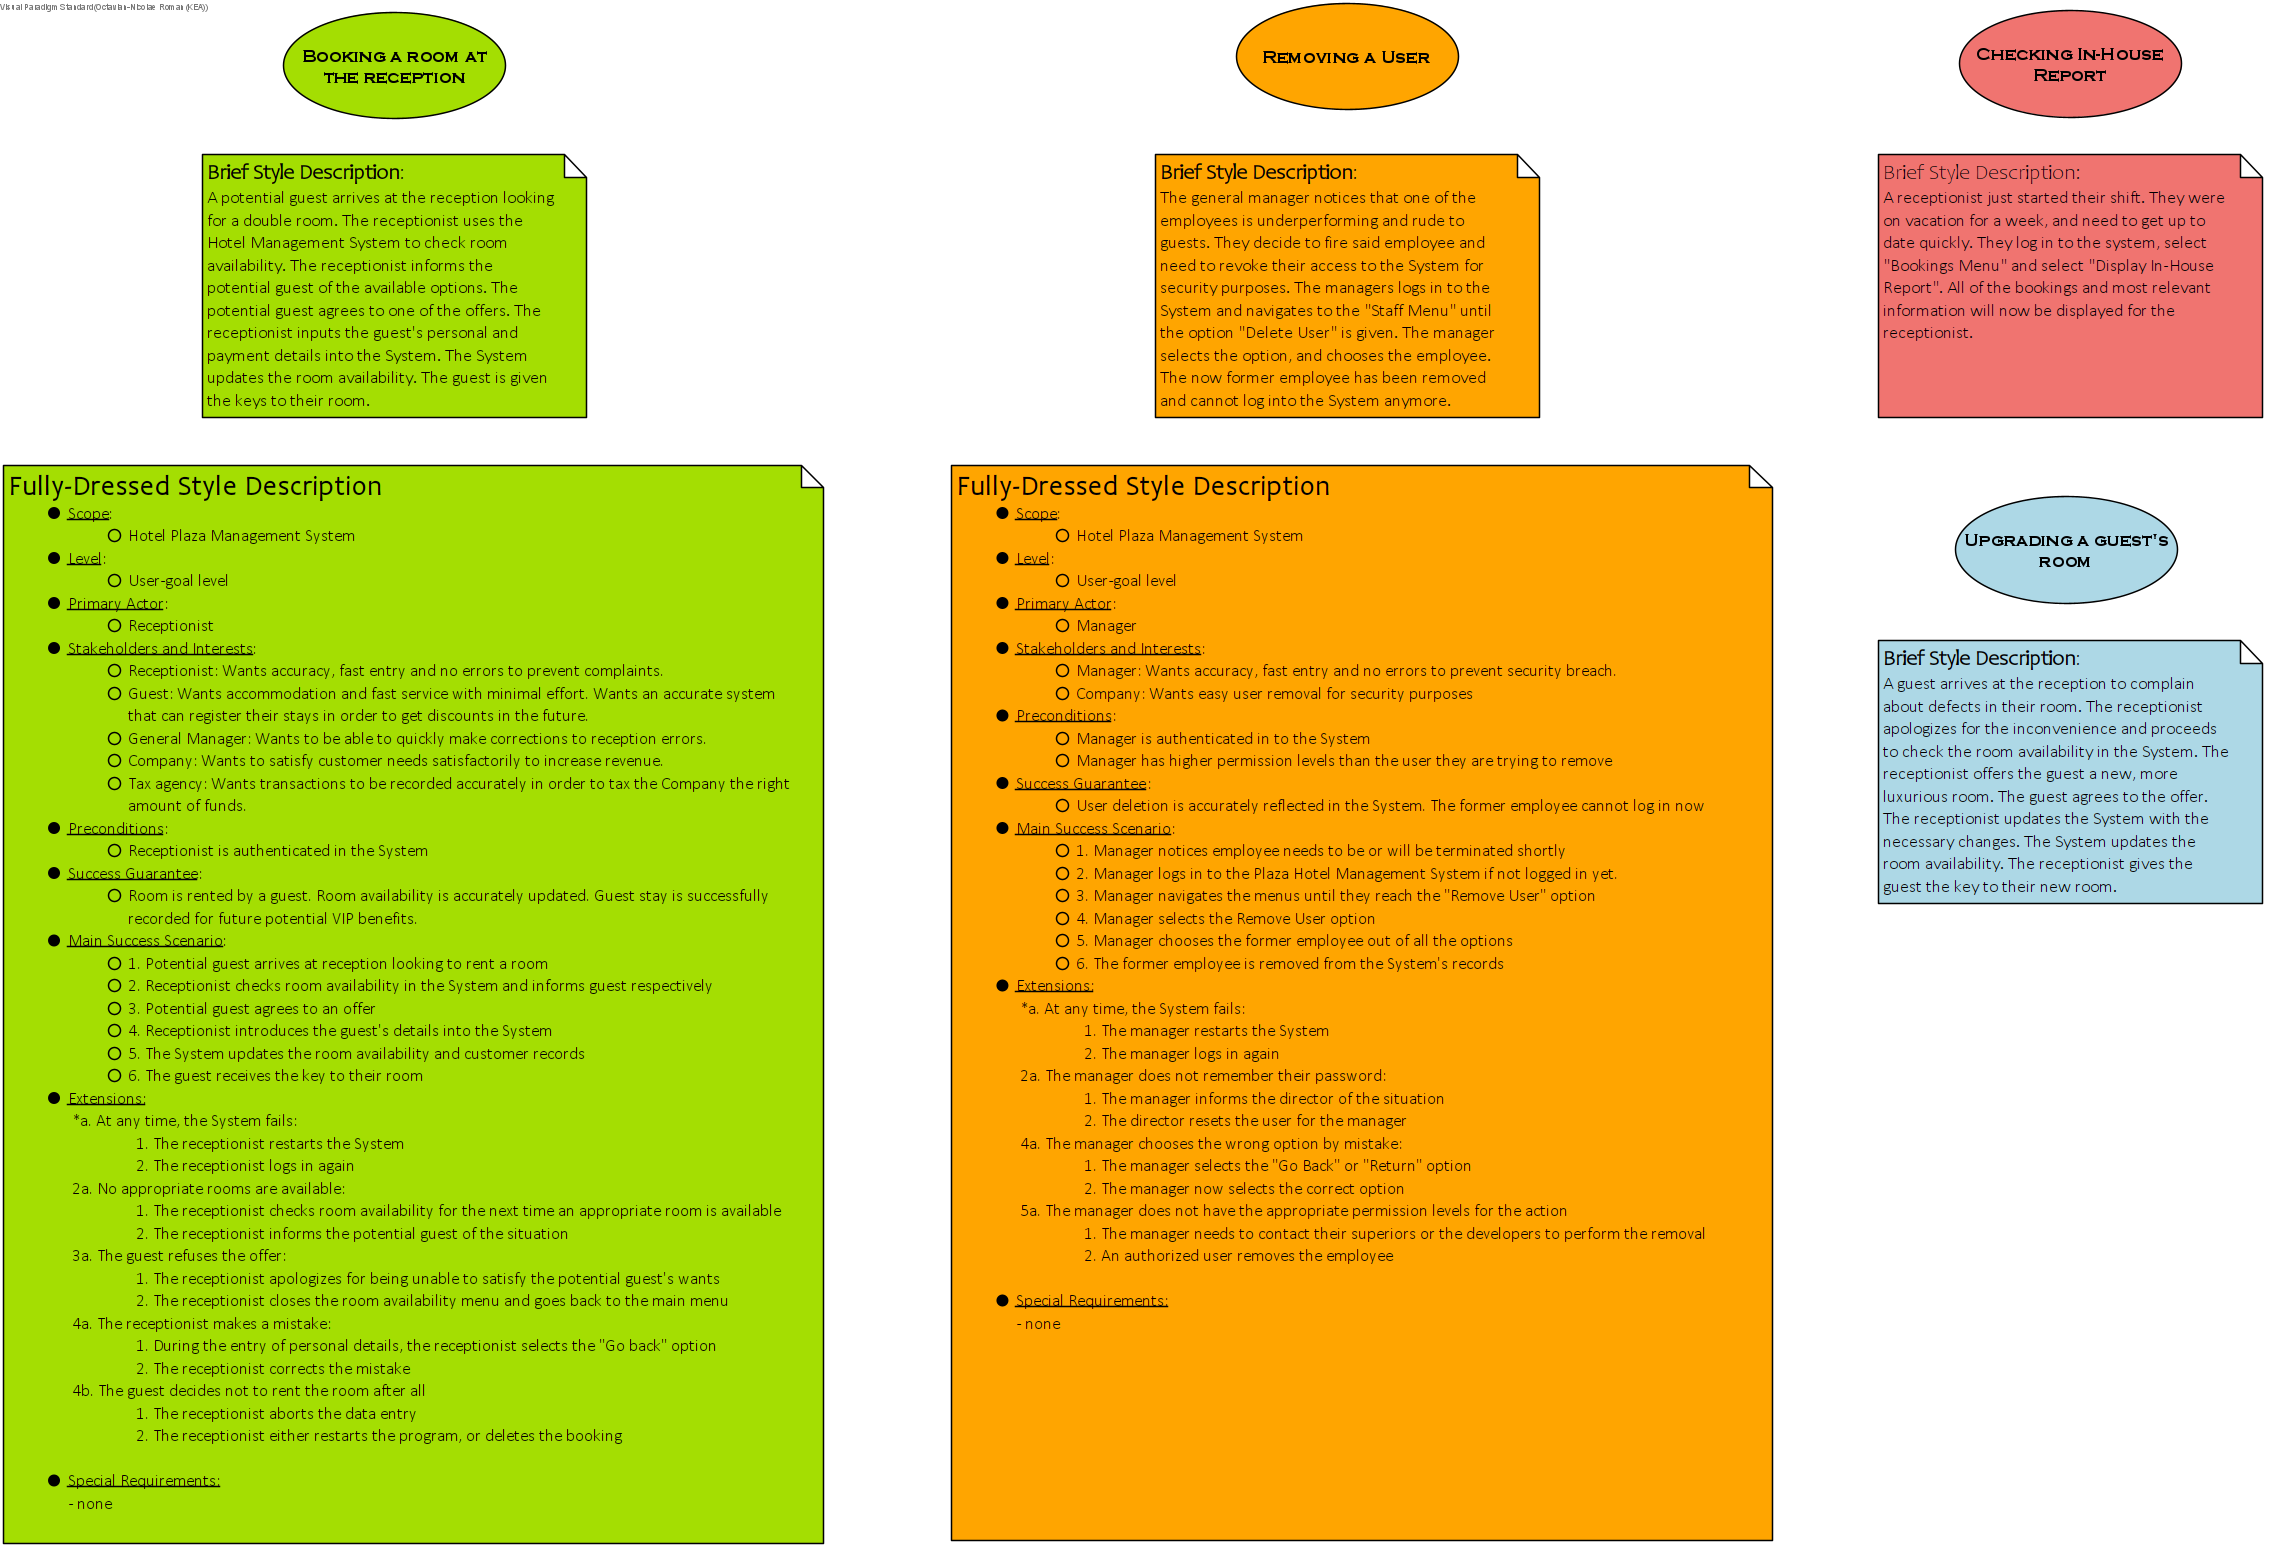 Visual Paradigm Standard(Octavian-Nicolae Roman(KEA))
Booking a room at
the reception
Brief Style Description:
A potential guest arrives at the reception looking
for a double room. The receptionist uses the
Hotel Management System to check room
availability. The receptionist informs the
potential guest of the available options. The
potential guest agrees to one of the offers. The
receptionist inputs the guest's personal and
payment details into the System. The System
updates the room availability. The guest is given
the keys to their room.
Fully-Dressed Style Description
● Scope:
○ Hotel Plaza Management System
● Level:
○ User-goal level
● Primary Actor:
○ Receptionist
● Stakeholders and Interests:
○ Receptionist: Wants accuracy, fast entry and no errors to prevent complaints.
○ Guest: Wants accommodation and fast service with minimal effort. Wants an accurate system
that can register their stays in order to get discounts in the future.
○ General Manager: Wants to be able to quickly make corrections to reception errors.
○ Company: Wants to satisfy customer needs satisfactorily to increase revenue.
○ Tax agency: Wants transactions to be recorded accurately in order to tax the Company the right
amount of funds.
● Preconditions:
○ Receptionist is authenticated in the System
● Success Guarantee:
○ Room is rented by a guest. Room availability is accurately updated. Guest stay is successfully
recorded for future potential VIP benefits.
● Main Success Scenario:
○ 1. Potential guest arrives at reception looking to rent a room
○ 2. Receptionist checks room availability in the System and informs guest respectively
○ 3. Potential guest agrees to an offer
○ 4. Receptionist introduces the guest's details into the System
○ 5. The System updates the room availability and customer records
○ 6. The guest receives the key to their room
● Extensions:
*a. At any time, the System fails:
1. The receptionist restarts the System
2. The receptionist logs in again
2a. No appropriate rooms are available:
1. The receptionist checks room availability for the next time an appropriate room is available
2. The receptionist informs the potential guest of the situation
3a. The guest refuses the offer:
1. The receptionist apologizes for being unable to satisfy the potential guest's wants
2. The receptionist closes the room availability menu and goes back to the main menu
4a. The receptionist makes a mistake:
1. During the entry of personal details, the receptionist selects the "Go back" option
2. The receptionist corrects the mistake
4b. The guest decides not to rent the room after all
1. The receptionist aborts the data entry
2. The receptionist either restarts the program, or deletes the booking
● Special Requirements:
- none
Removing a User
Brief Style Description:
The general manager notices that one of the
employees is underperforming and rude to
guests. They decide to fire said employee and
need to revoke their access to the System for
security purposes. The managers logs in to the
System and navigates to the "Staff Menu" until
the option "Delete User" is given. The manager
selects the option, and chooses the employee.
The now former employee has been removed
and cannot log into the System anymore.
Fully-Dressed Style Description
● Scope:
○ Hotel Plaza Management System
● Level:
○ User-goal level
● Primary Actor:
○ Manager
● Stakeholders and Interests:
○ Manager: Wants accuracy, fast entry and no errors to prevent security breach.
○ Company: Wants easy user removal for security purposes
● Preconditions:
○ Manager is authenticated in to the System
○ Manager has higher permission levels than the user they are trying to remove
● Success Guarantee:
○ User deletion is accurately reflected in the System. The former employee cannot log in now
● Main Success Scenario:
○ 1. Manager notices employee needs to be or will be terminated shortly
○ 2. Manager logs in to the Plaza Hotel Management System if not logged in yet.
○ 3. Manager navigates the menus until they reach the "Remove User" option
○ 4. Manager selects the Remove User option
○ 5. Manager chooses the former employee out of all the options
○ 6. The former employee is removed from the System's records
● Extensions:
*a. At any time, the System fails:
1. The manager restarts the System
2. The manager logs in again
2a. The manager does not remember their password:
1. The manager informs the director of the situation
2. The director resets the user for the manager
4a. The manager chooses the wrong option by mistake:
1. The manager selects the "Go Back" or "Return" option
2. The manager now selects the correct option
5a. The manager does not have the appropriate permission levels for the action
1. The manager needs to contact their superiors or the developers to perform the removal
2. An authorized user removes the employee
● Special Requirements:
- none
Checking In-House
Report
Brief Style Description:
A receptionist just started their shift. They were
on vacation for a week, and need to get up to
date quickly. They log in to the system, select
"Bookings Menu" and select "Display In-House
Report". All of the bookings and most relevant
information will now be displayed for the
receptionist.
Upgrading a guest's
room
Brief Style Description:
A guest arrives at the reception to complain
about defects in their room. The receptionist
apologizes for the inconvenience and proceeds
to check the room availability in the System. The
receptionist offers the guest a new, more
luxurious room. The guest agrees to the offer.
The receptionist updates the System with the
necessary changes. The System updates the
room availability. The receptionist gives the
guest the key to their new room.